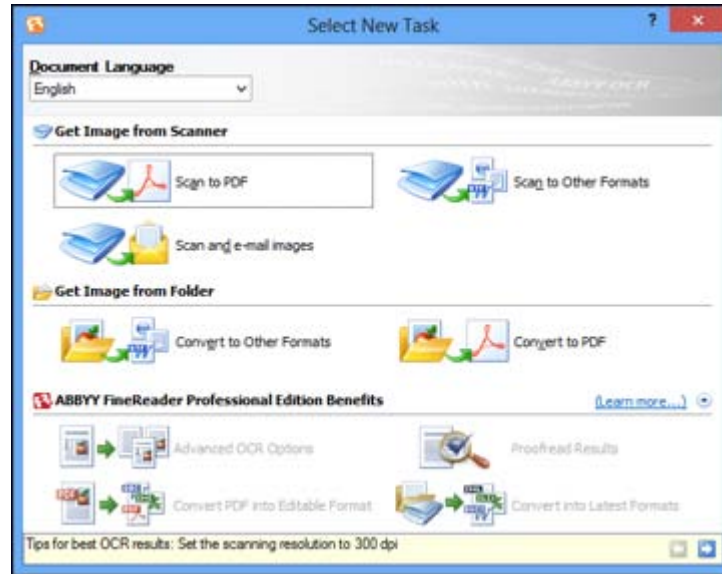 Select New Task
?
Document Language
English
Get Image from Scanner
Scan to PDF
Scan to Other Formats
Scan and e-mail images
Get Image from Folder
Convert to Other Formats
Convert to PDF
ABBYY FineReader Professional Edition Benefits
(Learn more...)
Advanced OCR Options
Proofread Results
Convert PDF into Editable Format
Convert into Latest Formats
Tips for best OCR results: Set the scanning resolution to 300 dpi